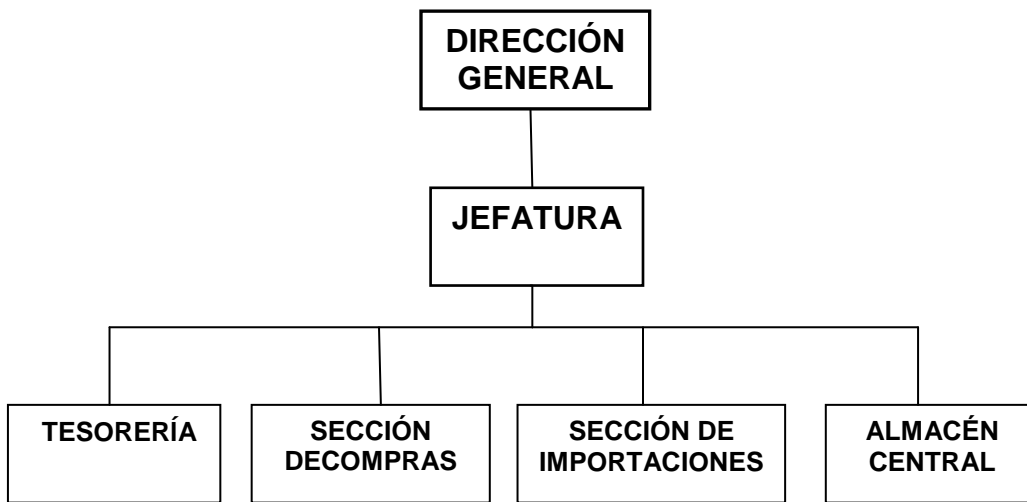 DIRECCIÓN
GENERAL
JEFATURA
TESORERÍA
SECCIÓN
DECOMPRAS
SECCIÓN DE
IMPORTACIONES
ALMACÉN
CENTRAL